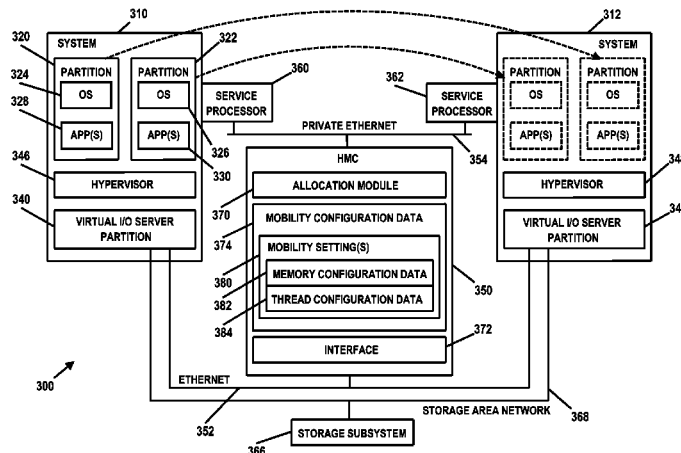 310
312
SYSTEM
SYSTEM
320
322
PARTITION
PARTITION
PARTITION
PARTITION
324
OS
OS
OS
OS
360
362
SERVICE
PROCESSOR
SERVICE
PROCESSOR
328
APP(S)
APP(S)
APP(S)
APP(S)
326
330
PRIVATE ETHERNET
354
HMC
346
HYPERVISOR
HYPERVISOR
370
ALLOCATION MODULE
340
VIRTUAL I/O SERVER
PARTITION
VIRTUAL I/O SERVER
PARTITION
374
MOBILITY CONFIGURATION DATA
380
MOBILITY SETTING(S)
382
MEMORY CONFIGURATION DATA
384
THREAD CONFIGURATION DATA
350
372
INTERFACE
300
ETHERNET
352
STORAGE AREA NETWORK
368
STORAGE SUBSYSTEM
366